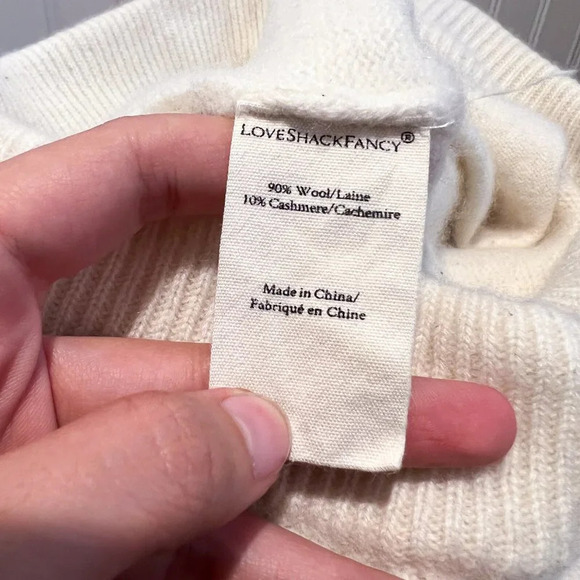 LOVESHACKFANCY®
90% Wool/Laine
10% Cashmere/Cachemire
Made in China/
Fabriqué en Chine